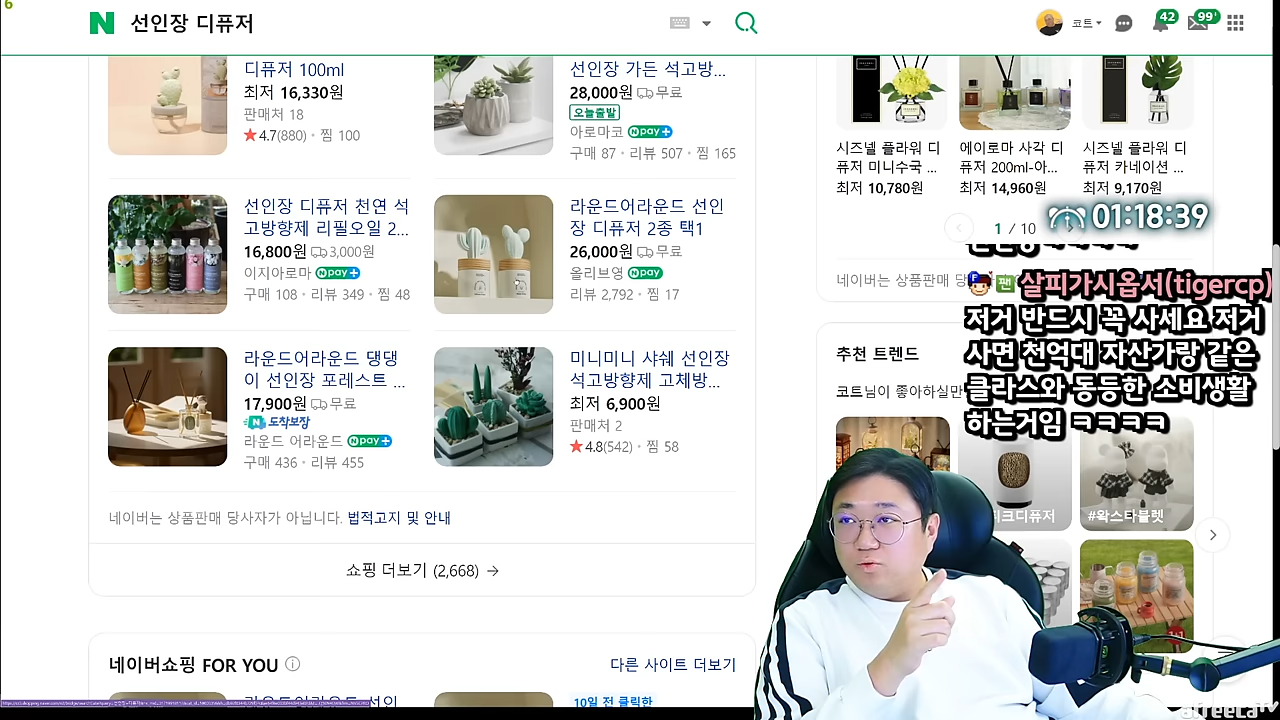 6
N 선인장 디퓨저
코트
42
99+
디퓨저 100ml
최저 16,330원
판매처 18
★4.7(880) · 찜 100
선인장 가든 석고방...
28,000원 무료
오늘출발
아로마코 N pay+
구매 87 · 리뷰 507 · 찜 165
선인장 디퓨저 천연 석
고방향제 리필오일 2...
16,800원 3,000원
이지아로마 N pay+
리뷰 349 · 찜 48
라운드어라운드 선인
장 디퓨저 2종 택1
26,000원 무료
올리브영 N pay
리뷰 2,792 · 찜 17
라운드어라운드 댕댕
이 선인장 포레스트 ...
17,900원 무료
N 도착보장
라운드 어라운드 N pay+
구매 436 · 리뷰 455
미니미니 샤쉐 선인장
석고방향제 고체방...
최저 6,900원
판매처 2
★4.8(542) · 찜 58
네이버는 상품판매 당사자가 아닙니다. 법적고지 및 안내
쇼핑 더보기 (2,668) →
네이버쇼핑 FOR YOU
다른 사이트 더보기
10일 전 클릭한
시즈넬 플라워 디
퓨저 미니수국 ...
최저 10,780원
에이로마 사각 디
퓨저 200ml-아...
최저 14,960원
시즈넬 플라워 디
퓨저 카네이션 ...
최저 9,170원
1 / 10
01:18:39
네이버는 상품판매
팬 살피가시옵서(tigercp)
저거 반드시 꼭 사세요 저거
사면 천억대 자산가랑 같은
클라스와 동등한 소비생활
하는거임 ㅋㅋㅋㅋ
추천 트렌드
코트님이 좋아하실만
#왁스타블렛
1+1
afreecaTV